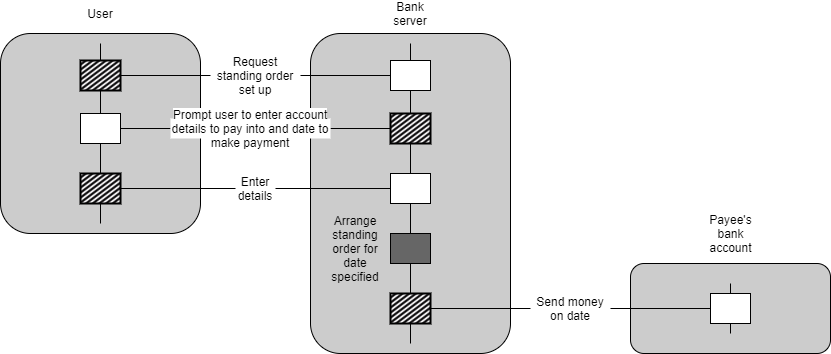 User
Bank
server
Request
standing order
set up
Prompt user to enter account
details to pay into and date to
make payment
Enter
details
Arrange
standing
order for
date
specified
Payee's
bank
account
Send money
on date